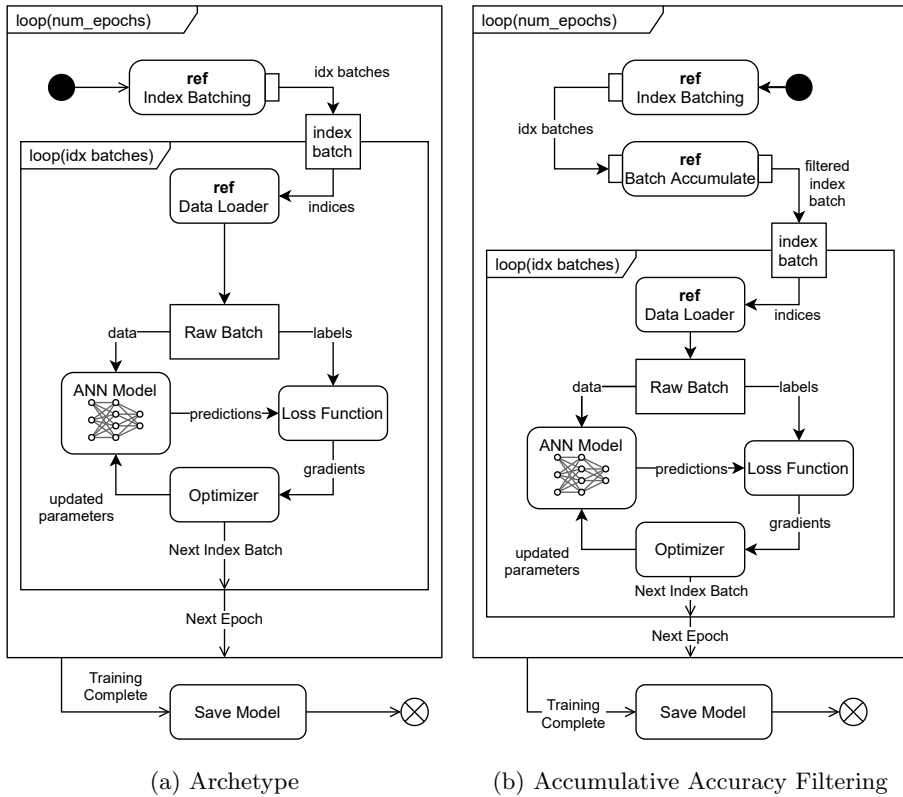 loop(num_epochs)
ref
Index Batching
idx batches
index
batch
loop(idx batches)
ref
Data Loader
indices
Raw Batch
data
labels
ANN Model
predictions
Loss Function
gradients
Optimizer
updated
parameters
Next Index Batch
Next Epoch
Training
Complete
Save Model
(a) Archetype
loop(num_epochs)
ref
Index Batching
idx batches
ref
Batch Accumulate
filtered
index
batch
index
batch
loop(idx batches)
ref
Data Loader
indices
Raw Batch
data
labels
ANN Model
predictions
Loss Function
gradients
Optimizer
updated
parameters
Next Index Batch
Next Epoch
Training
Complete
Save Model
(b) Accumulative Accuracy Filtering